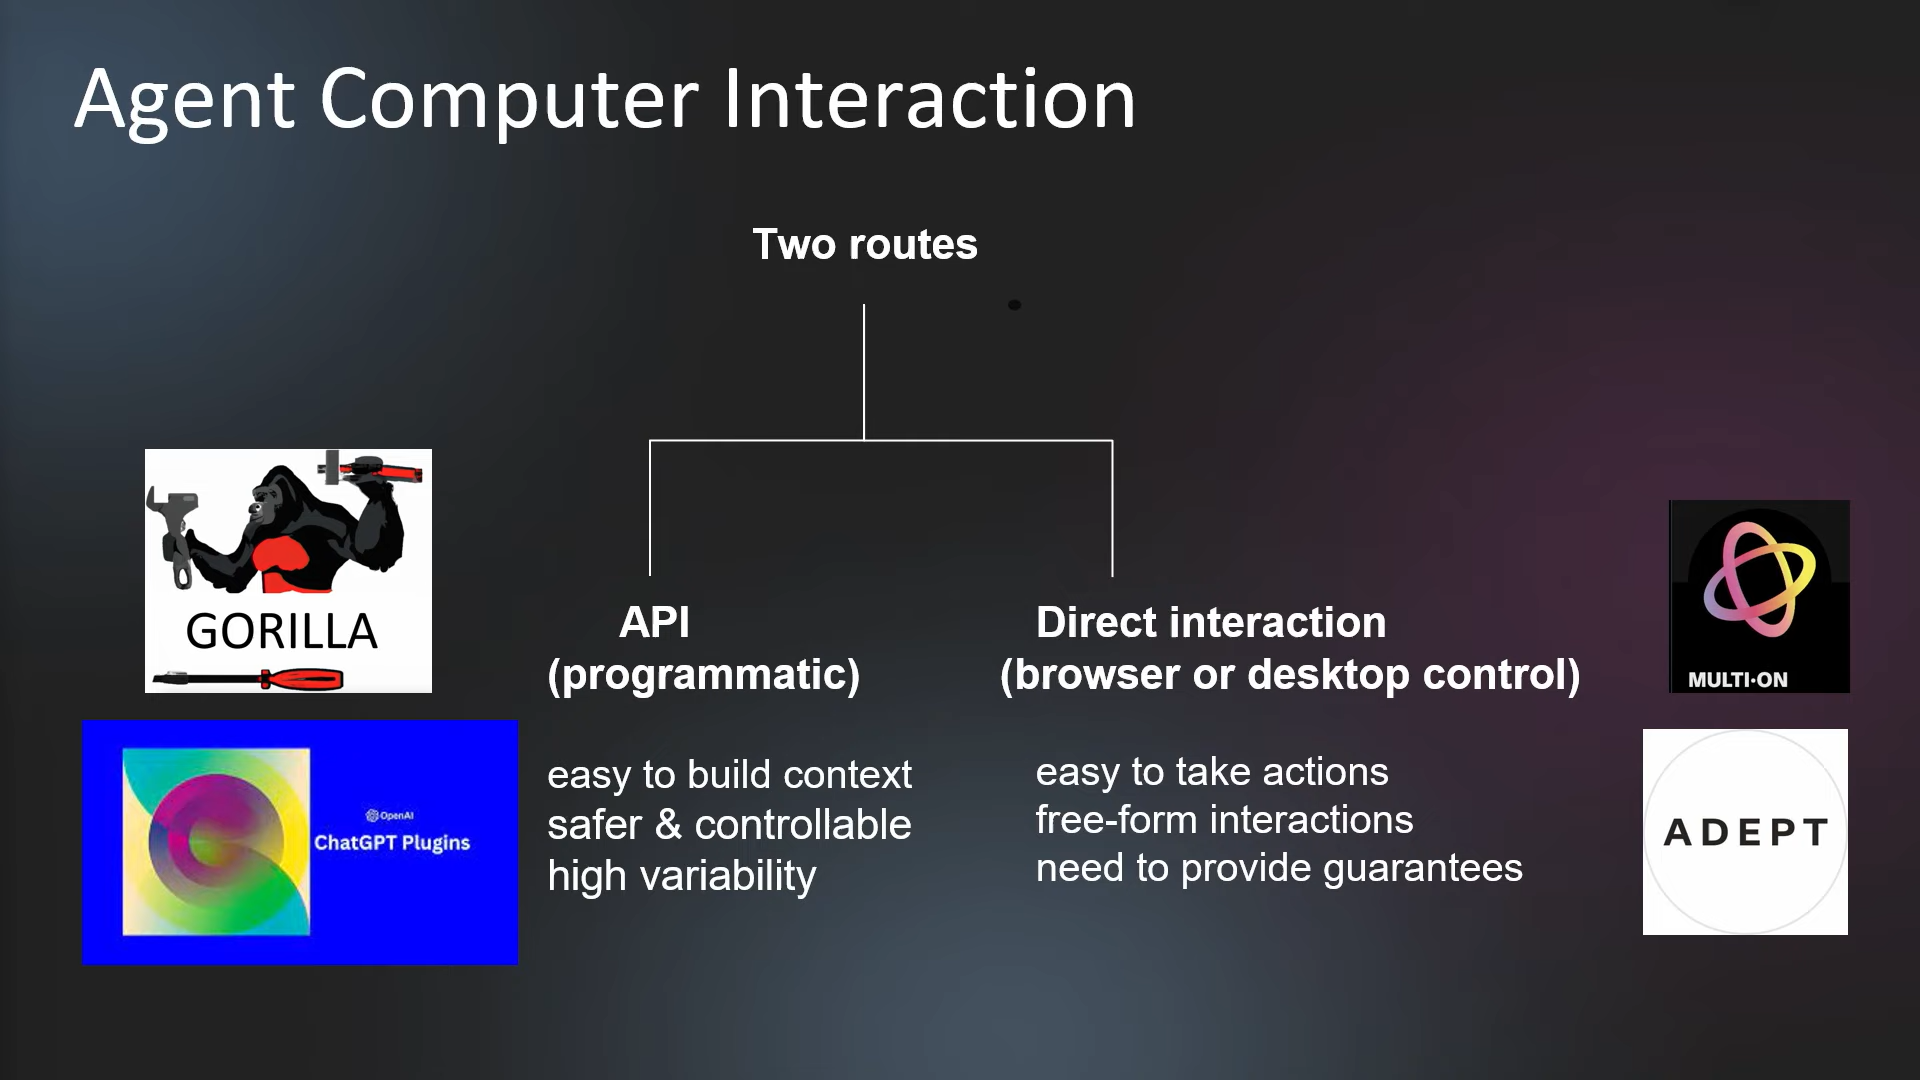 Agent Computer Interaction
Two routes
GORILLA
OpenAI
ChatGPT Plugins
API
(programmatic)
easy to build context
safer & controllable
high variability
Direct interaction
(browser or desktop control)
easy to take actions
free-form interactions
need to provide guarantees
MULTI·ON
ADEPT